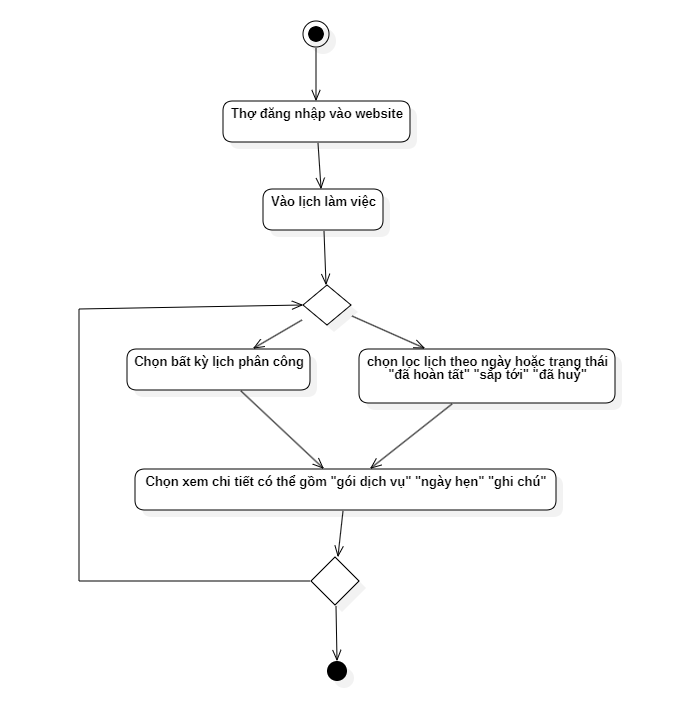 Thợ đăng nhập vào website
Vào lịch làm việc
Chọn bất kỳ lịch phân công
chọn lọc lịch theo ngày hoặc trạng thái
"đã hoàn tất" "sắp tới" "đã huỷ"
Chọn xem chi tiết có thể gồm "gói dịch vụ" "ngày hẹn" "ghi chú"